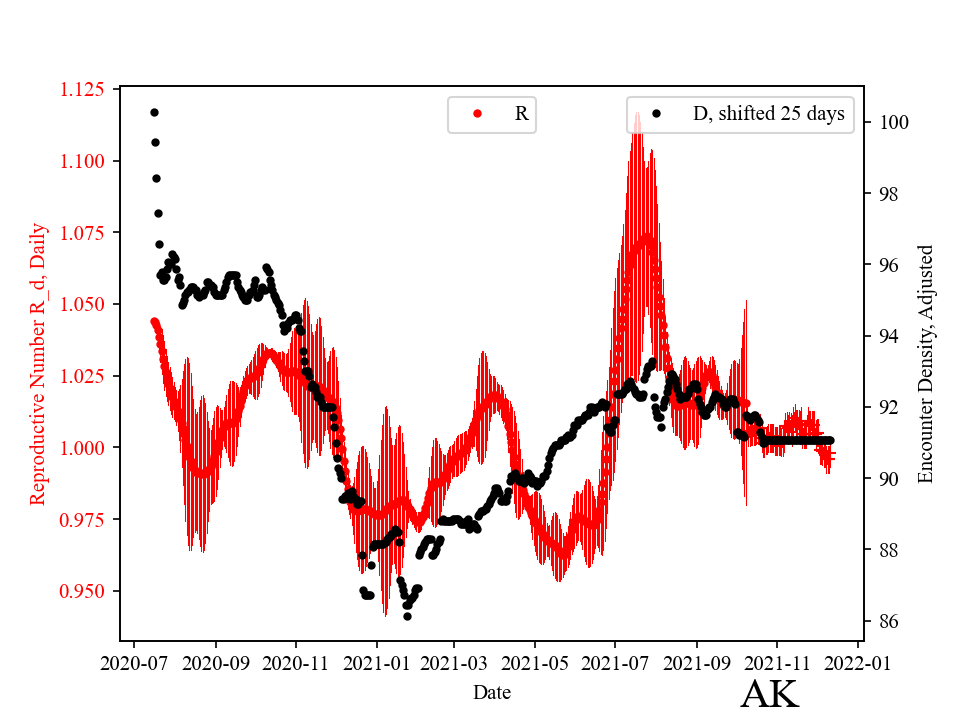 R
D, shifted 25 days
1.125
1.100
1.075
1.050
1.025
1.000
0.975
0.950
Reproductive Number R_d, Daily
100
98
96
94
92
90
88
86
Encounter Density, Adjusted
2020-07 2020-09 2020-11 2021-01 2021-03 2021-05 2021-07 2021-09 2021-11 2022-01
Date
AK